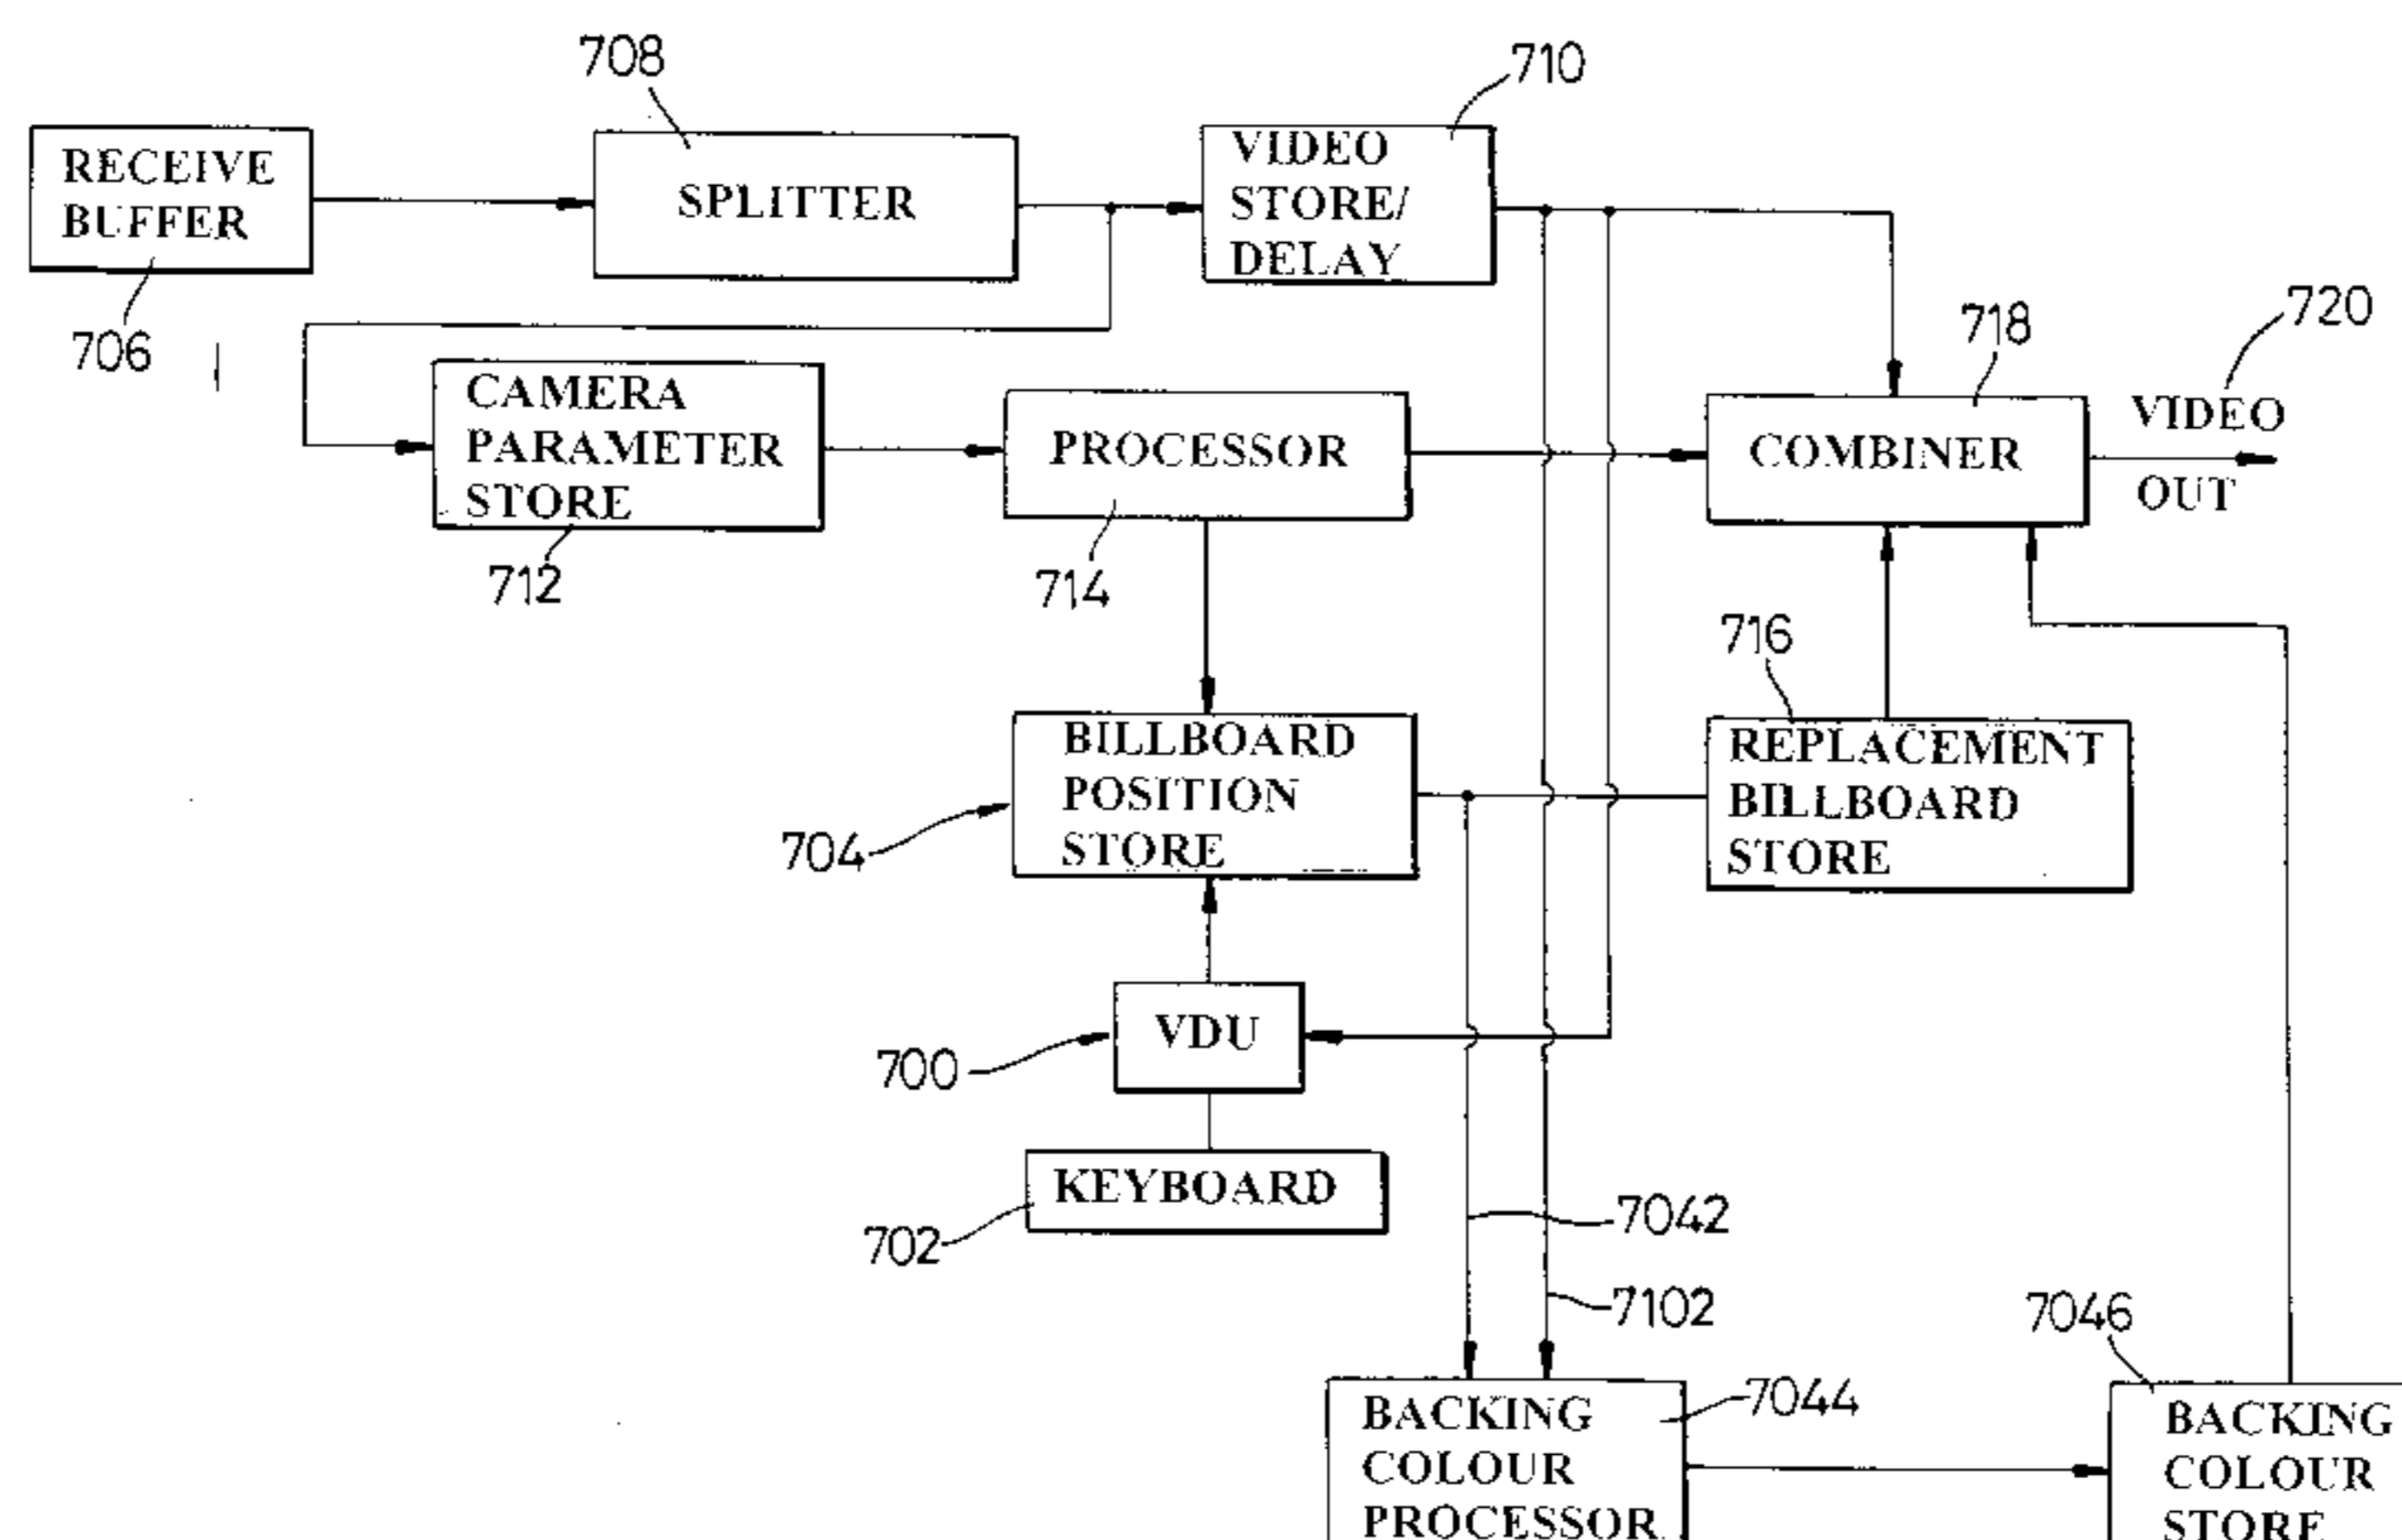 708
710
RECEIVE
BUFFER
SPLITTER
VIDEO
STORE/
DELAY
706
718
720
CAMERA
PARAMETER
STORE
PROCESSOR
COMBINER
VIDEO
OUT
712
714
716
BILLBOARD
POSITION
STORE
REPLACEMENT
BILLBOARD
STORE
704
VDU
700
KEYBOARD
702
7042
7102
7046
7044
BACKING
COLOUR
PROCESSOR
BACKING
COLOUR
STORE